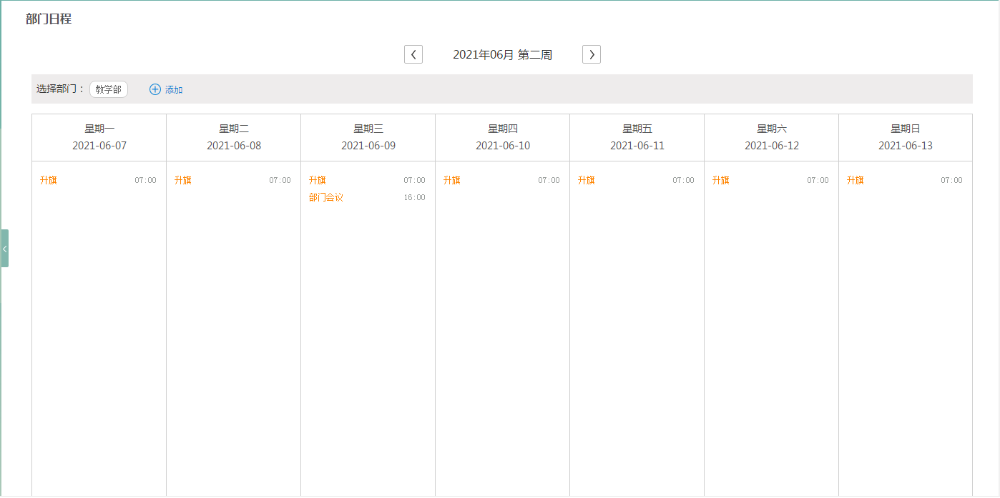 部门日程
2021年06月 第二周
选择部门： 教学部 添加
星期一 星期二 星期三 星期四 星期五 星期六 星期日
2021-06-07 2021-06-08 2021-06-09 2021-06-10 2021-06-11 2021-06-12 2021-06-13
升旗 07:00 升旗 07:00 升旗 07:00 升旗 07:00 升旗 07:00 升旗 07:00 升旗 07:00
部门会议 16:00